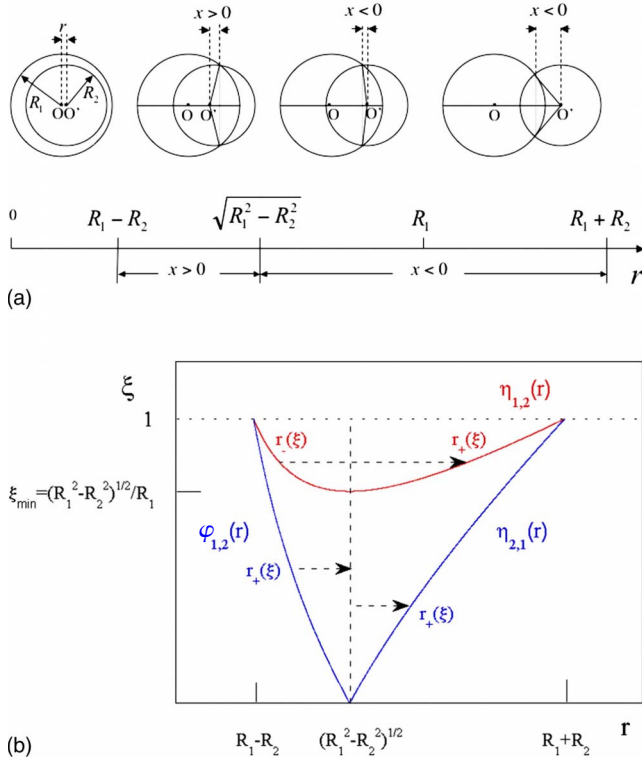 r
x > 0
x < 0
x < 0
R₁ R₂ O O'
O O'
O O'
O O'
0 R₁ − R₂ √(R₁² − R₂²) R₁ R₁ + R₂
x > 0 x < 0 r
(a)
ξ
η₁,₂(r)
1
r₋(ξ) r₊(ξ)
ξmin=(R₁²-R₂²)^1/2/R₁
φ₁,₂(r) η₂,₁(r)
r₊(ξ)
r₊(ξ)
R₁-R₂ (R₁²-R₂²)^1/2 R₁+R₂
r
(b)